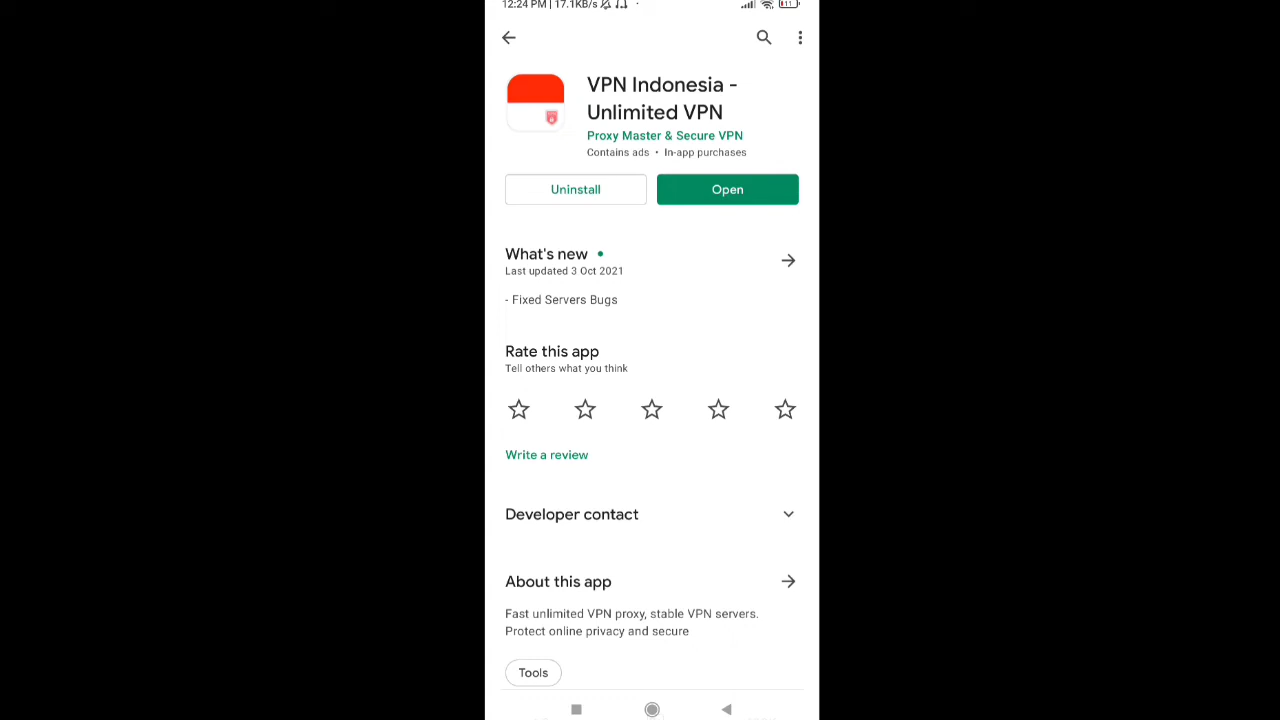 12:24 PM | 17.1KB/s
11
VPN Indonesia -
Unlimited VPN
Proxy Master & Secure VPN
Contains ads • In-app purchases
Uninstall
Open
What's new •
Last updated 3 Oct 2021
- Fixed Servers Bugs
Rate this app
Tell others what you think
Write a review
Developer contact
About this app
Fast unlimited VPN proxy, stable VPN servers.
Protect online privacy and secure
Tools